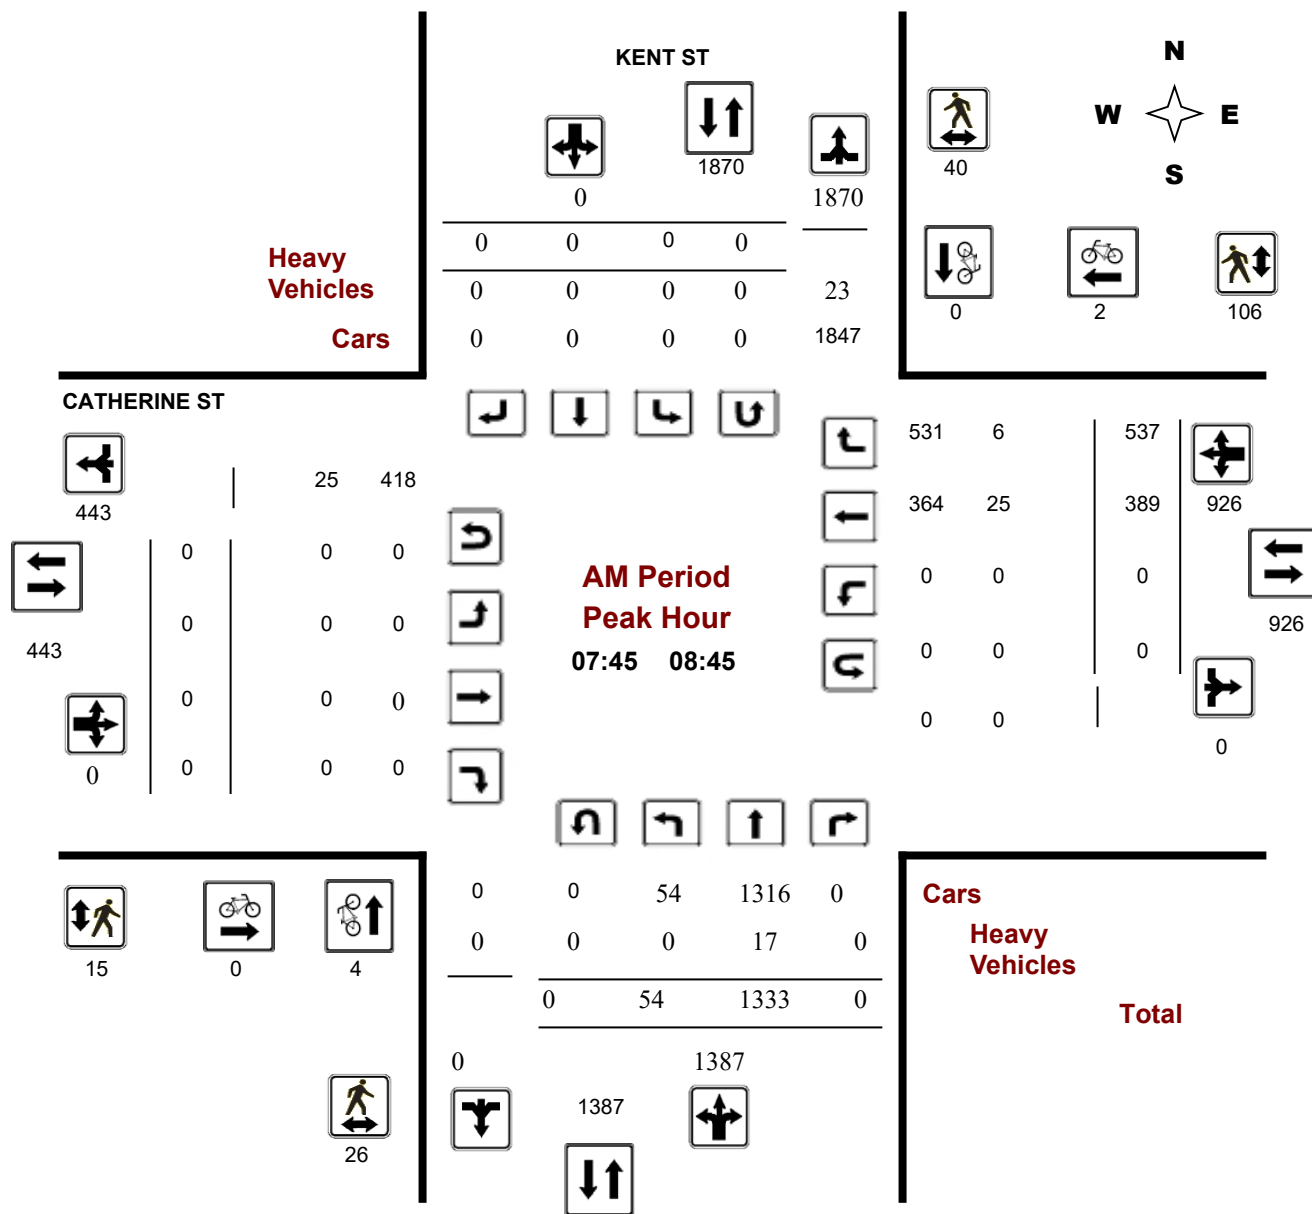 KENT ST
N
W E
S
1870
40
0 1870
0 0 0 0
Heavy
Vehicles
0 0 0 0 23
Cars
0 0 0 0 1847
0 2 106
CATHERINE ST
531 6 537
25 418
443
364 25 389 926
0 0 0
0 0 0
AM Period
Peak Hour
07:45 08:45
0 0 0
443
926
0 0 0
0 0 0
0 0
0
0 0 0 0
0 0 54 1316 0
Cars
0 0 0 17 0
Heavy
Vehicles
15 0 4
0 54 1333 0
Total
0 1387
1387
26